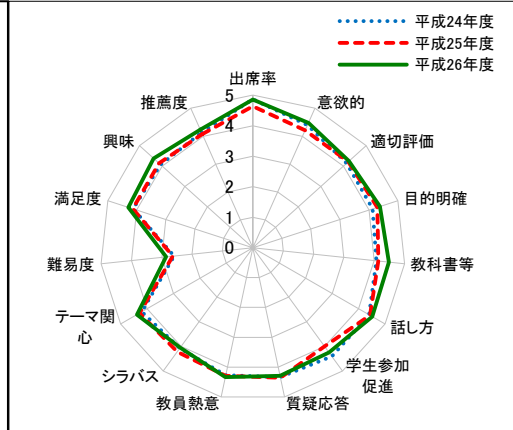 平成24年度
平成25年度
平成26年度
出席率
意欲的
適切評価
目的明確
教科書等
話し方
学生参加
促進
質疑応答
教員熱意
シラバス
テーマ関
心
難易度
満足度
興味
推薦度
5
4
3
2
1
0